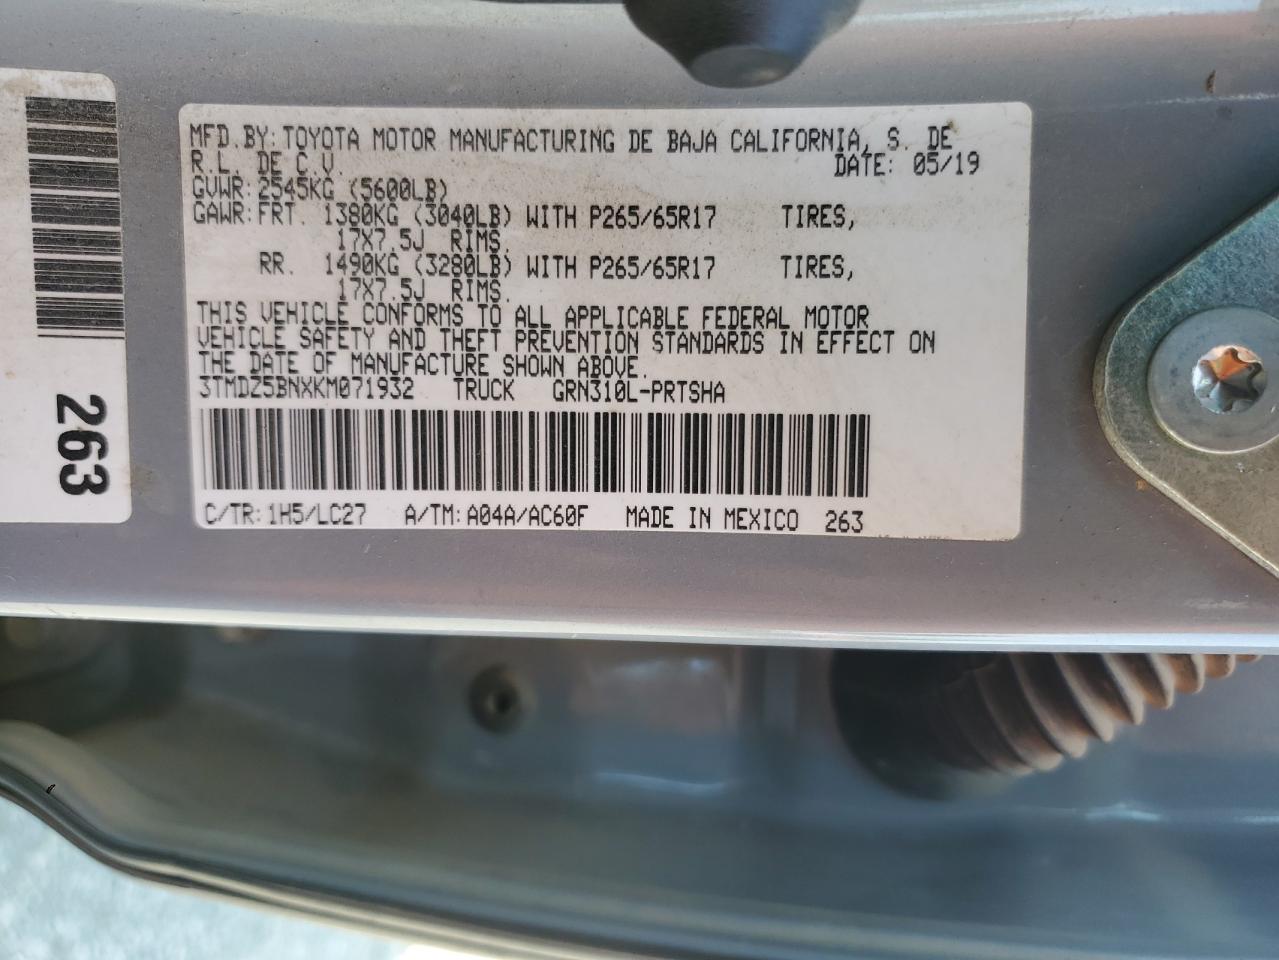 MFD.BY: TOYOTA MOTOR MANUFACTURING DE BAJA CALIFORNIA, S. DE
R.L. DE C.V. DATE: 05/19
GVWR: 2545KG (5600LB)
GAWR: FRT. 1380KG (3040LB) WITH P265/65R17 TIRES,
17X7.5J RIMS.
RR. 1490KG (3280LB) WITH P265/65R17 TIRES,
17X7.5J RIMS.
THIS VEHICLE CONFORMS TO ALL APPLICABLE FEDERAL MOTOR
VEHICLE SAFETY AND THEFT PREVENTION STANDARDS IN EFFECT ON
THE DATE OF MANUFACTURE SHOWN ABOVE.
3TMDZ5BNXKM071932 TRUCK GRN310L-PRTSHA
C/TR: 1H5/LC27 A/TM: A04A/AC60F MADE IN MEXICO 263
263